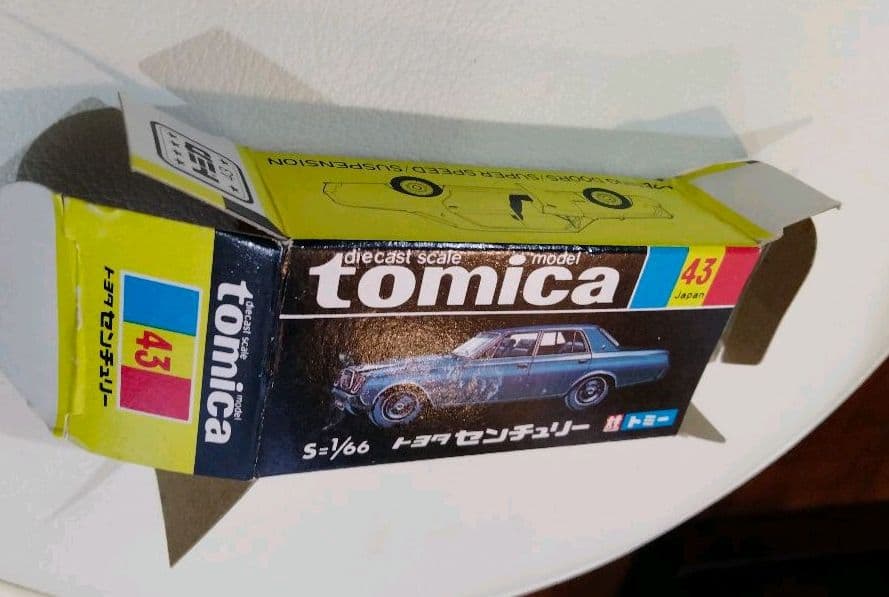 diecast scale model
tomica
43
Japan
S=1/66 トヨタ センチュリー
トミー
DOORS/SUPER SPEED/SUSPENSION
トヨタ センチュリー
43
diecast scale model
tomica